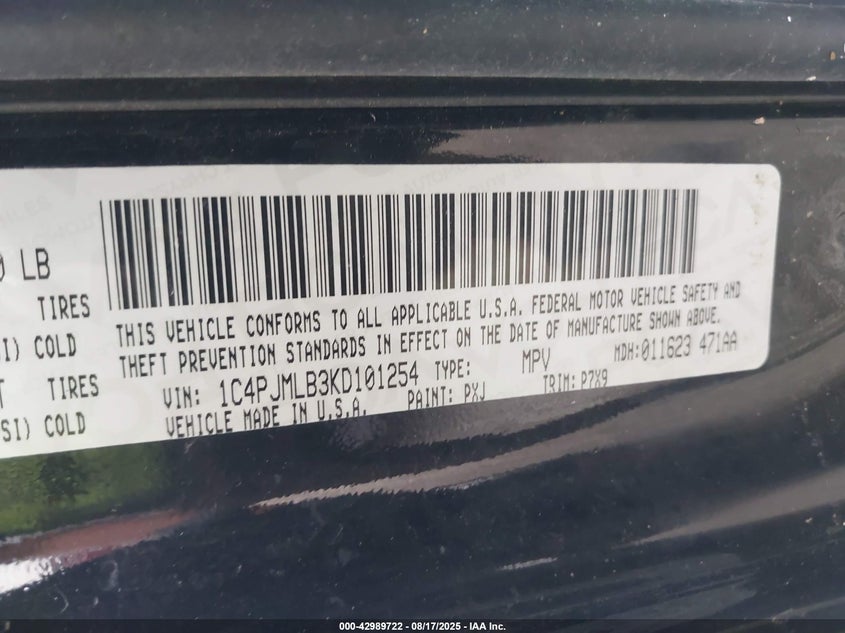 0 LB
TIRES
SI) COLD
TIRES
SI) COLD
THIS VEHICLE CONFORMS TO ALL APPLICABLE U.S.A. FEDERAL MOTOR VEHICLE SAFETY AND
THEFT PREVENTION STANDARDS IN EFFECT ON THE DATE OF MANUFACTURE SHOWN ABOVE.
VIN: 1C4PJMLB3KD101254 TYPE: MPV MDH:011623 471AA
VEHICLE MADE IN U.S.A. PAINT: PXJ TRIM: P7X9
000-42989722 - 08/17/2025 - IAA Inc.